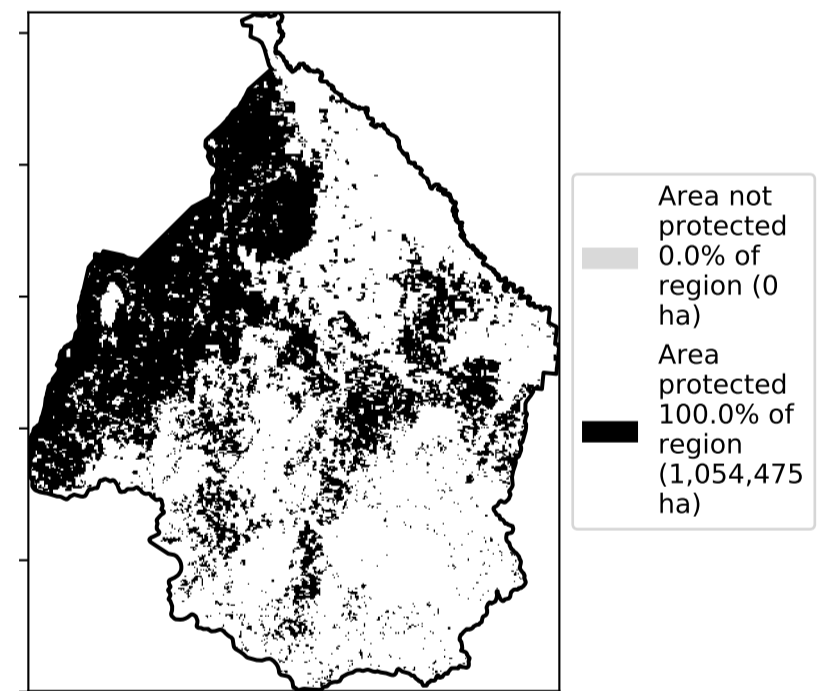 Area not
protected
0.0% of
region (0
ha)
Area
protected
100.0% of
region
(1,054,475
ha)